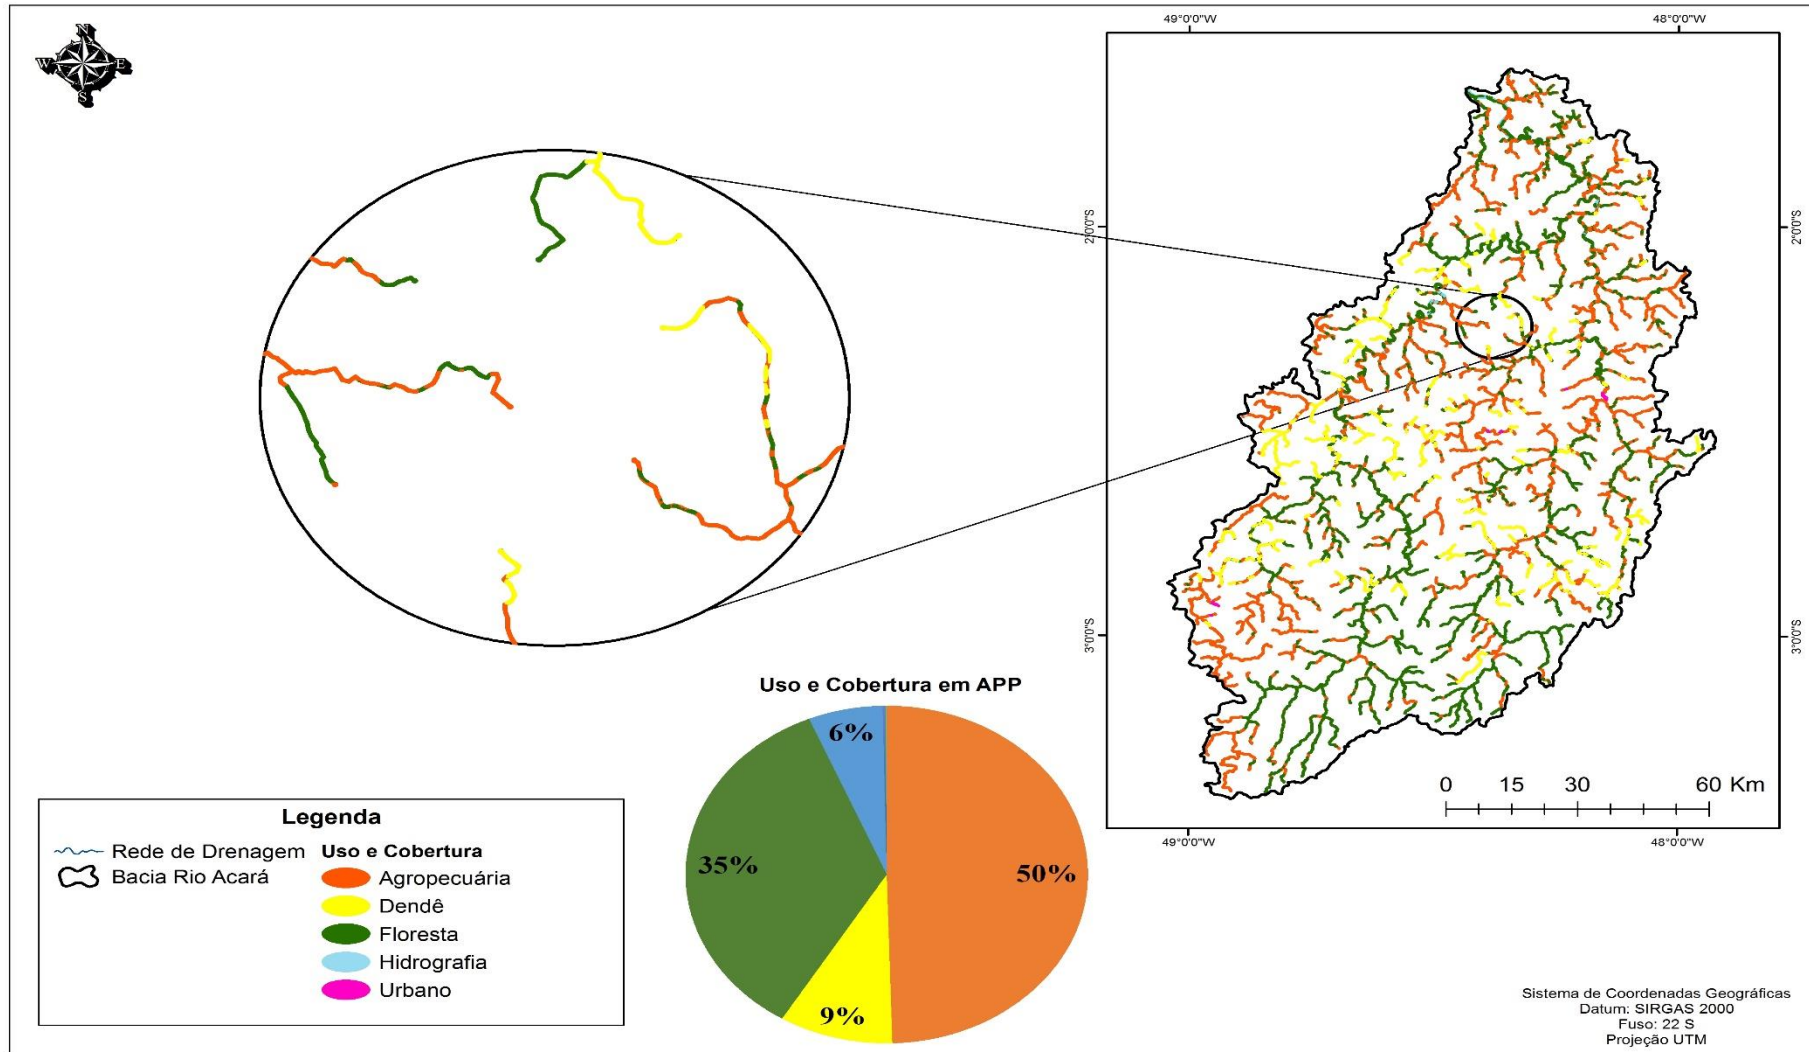 N
W E
S
49°0'0"W 48°0'0"W
2°0'0"S 2°0'0"S
3°0'0"S 3°0'0"S
0 15 30 60 Km
49°0'0"W 48°0'0"W
Uso e Cobertura em APP
6%
35%
50%
9%
Legenda
Rede de Drenagem
Bacia Rio Acará
Uso e Cobertura
Agropecuária
Dendê
Floresta
Hidrografia
Urbano
Sistema de Coordenadas Geográficas
Datum: SIRGAS 2000
Fuso: 22 S
Projeção UTM